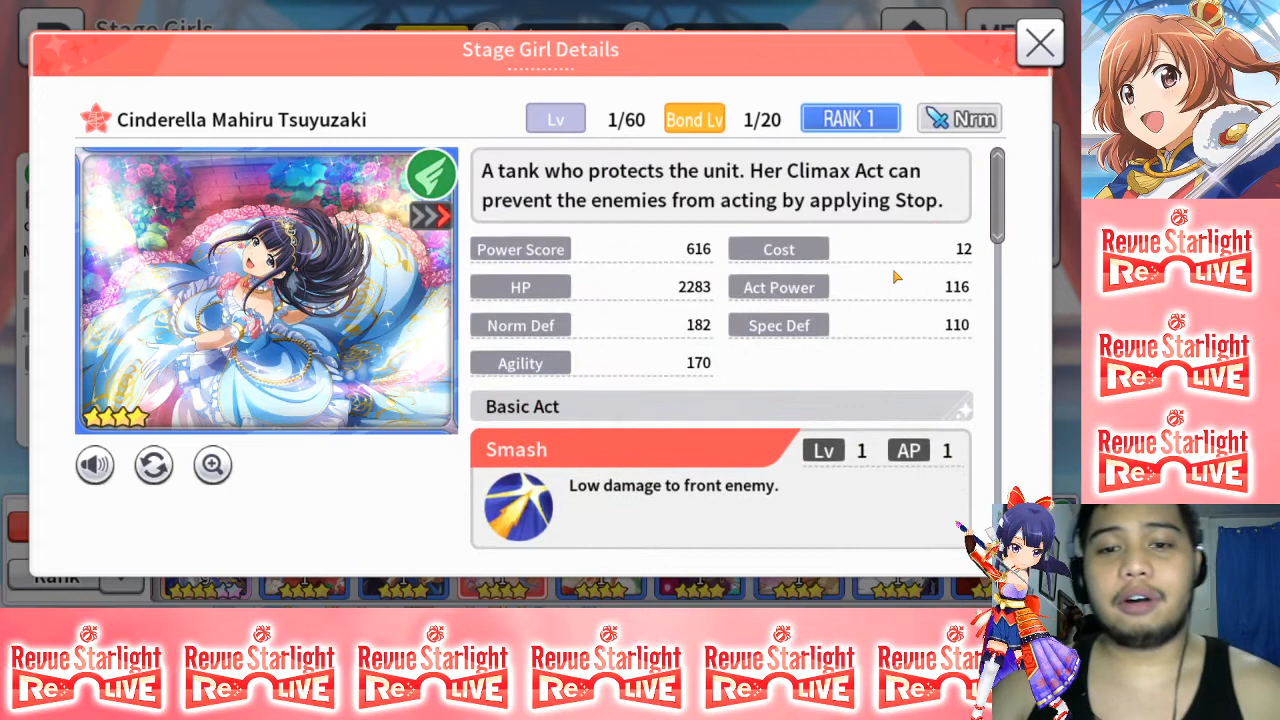 Stage Girls
ME
Stage Girl Details
Cinderella Mahiru Tsuyuzaki
Lv 1/60 Bond Lv 1/20 RANK 1 Nrm
A tank who protects the unit. Her Climax Act can
prevent the enemies from acting by applying Stop.
Power Score 616 Cost 12
HP 2283 Act Power 116
Norm Def 182 Spec Def 110
Agility 170
Basic Act
Smash Lv 1 AP 1
Low damage to front enemy.
Rank
Revue Starlight
Re LIVE
Revue Starlight
Re LIVE
Revue Starlight
Re LIVE
Revue Starlight Revue Starlight Revue Starlight Revue Starlight Revue Starlight Revue Starl
Re LIVE Re LIVE Re LIVE Re LIVE Re LIVE Re L